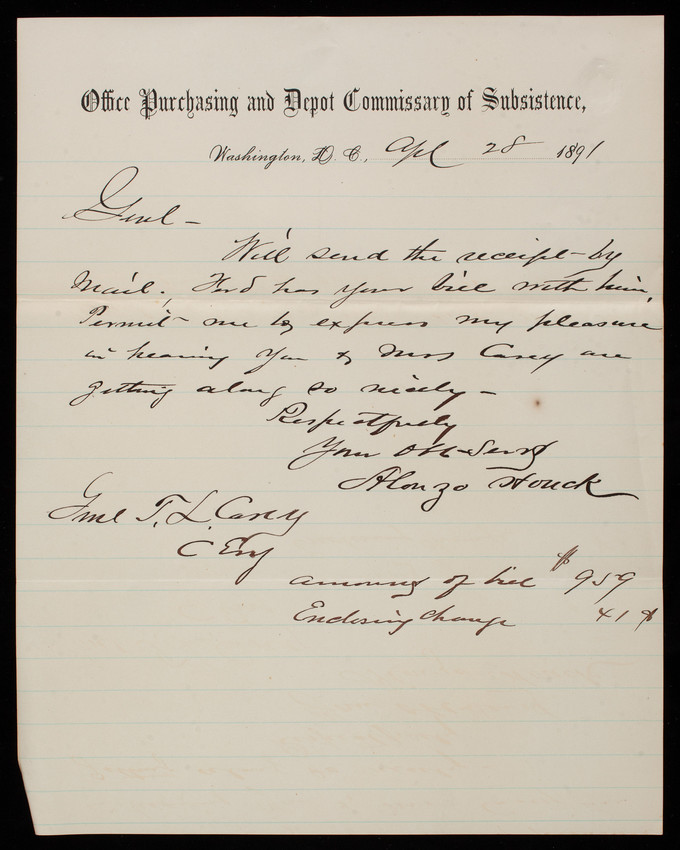 Office Purchasing and Depot Commissary of Subsistence,
Washington, D. C., Apl 28 1891
Genl -
Will send the receipt - by
Mail. Ferd has your bill with him,
Permit me to express my pleasure
in hearing you & Mrs Casey are
getting along so nicely -
Respectfully
Your Obt Servt
Alonzo Houck
Genl T. L. Casey
C Eng
amount of bill $ 959
Enclosing change 41 $